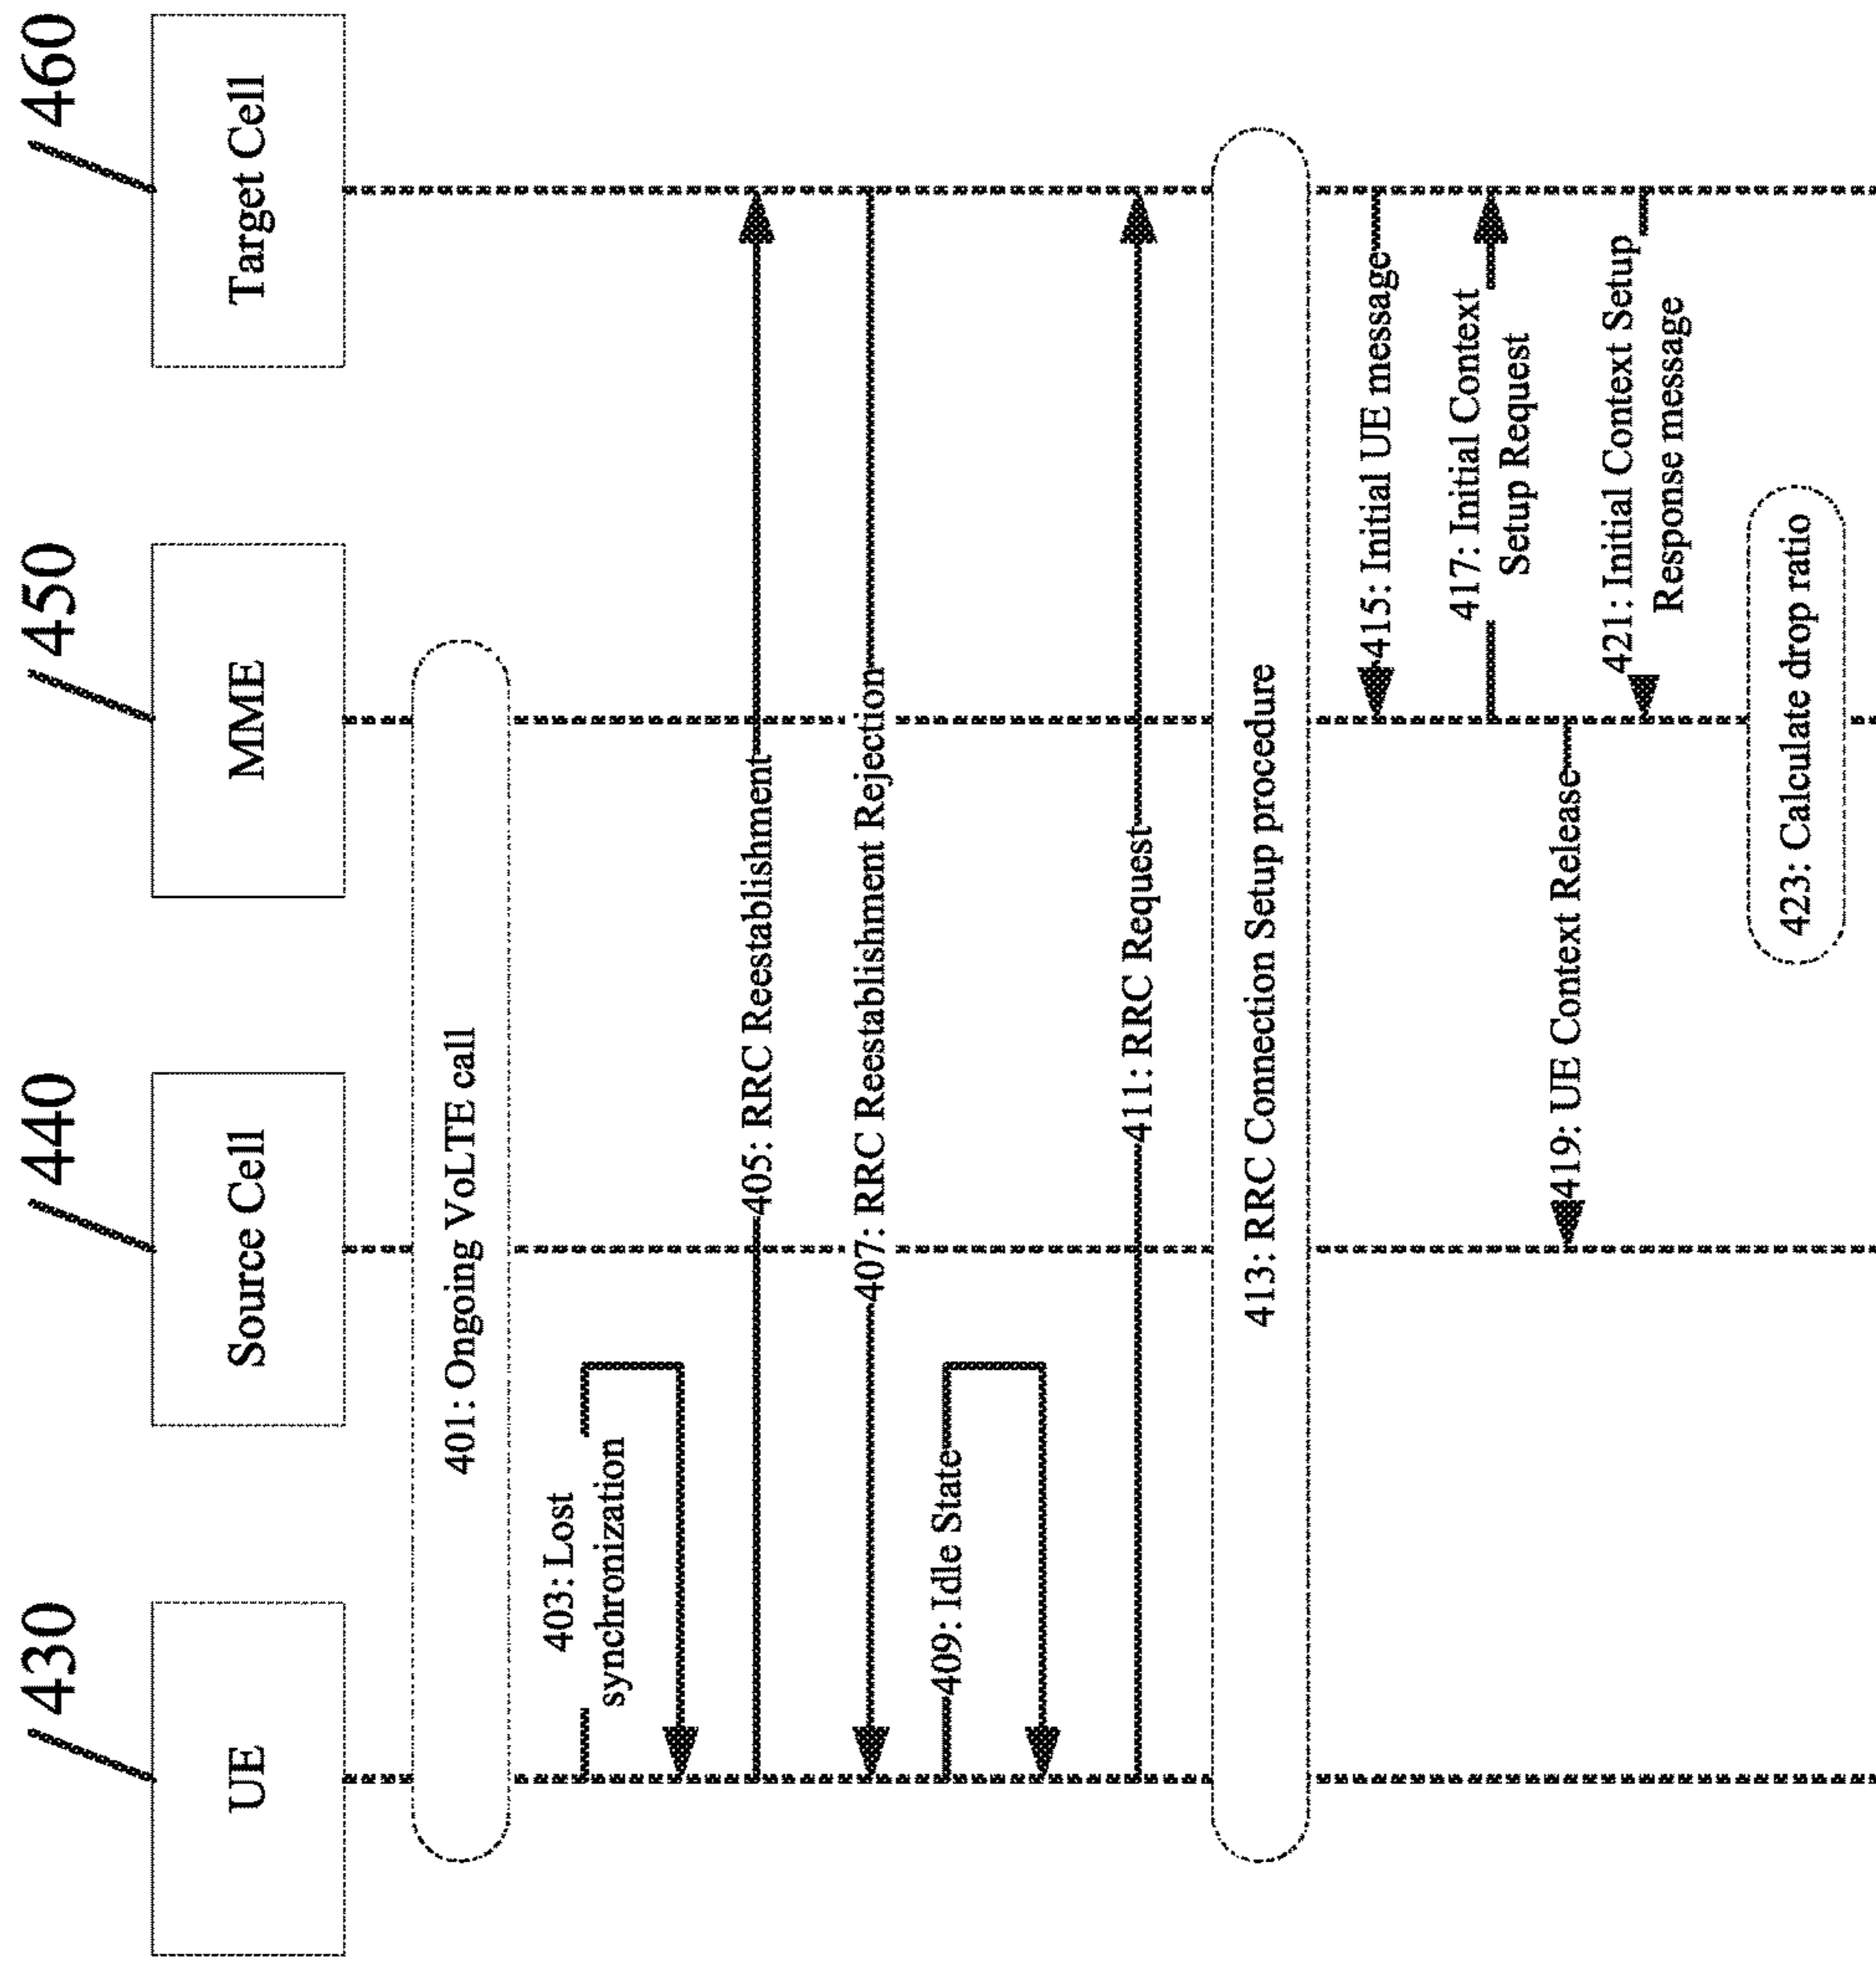 430
440
450
460
UE
Source Cell
MME
Target Cell
401: Ongoing VoLTE call
403: Lost
synchronization
405: RRC Reestablishment
407: RRC Reestablishment Rejection
409: Idle State
411: RRC Request
413: RRC Connection Setup procedure
415: Initial UE message
417: Initial Context
Setup Request
419: UE Context Release
421: Initial Context Setup
Response message
423: Calculate drop ratio